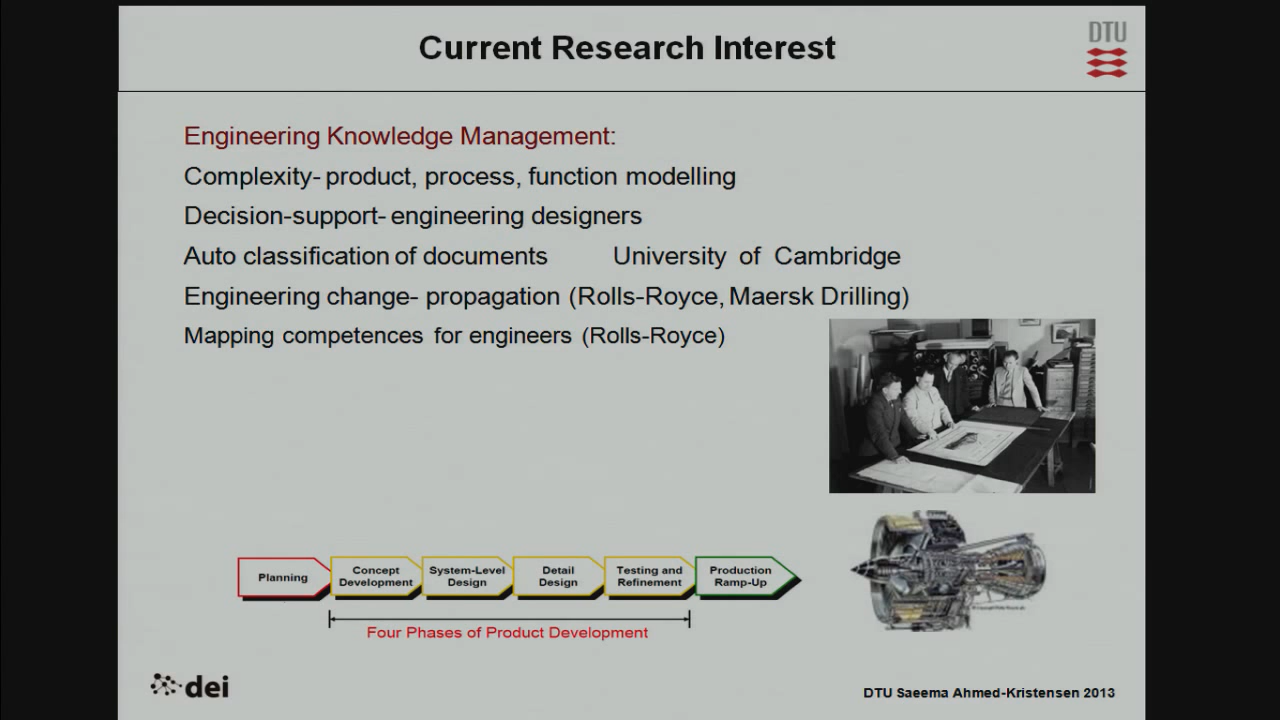 Current Research Interest
DTU
Engineering Knowledge Management:
Complexity- product, process, function modelling
Decision-support- engineering designers
Auto classification of documents University of Cambridge
Engineering change- propagation (Rolls-Royce, Maersk Drilling)
Mapping competences for engineers (Rolls-Royce)
Planning
Concept
Development
System-Level
Design
Detail
Design
Testing and
Refinement
Production
Ramp-Up
Four Phases of Product Development
dei
DTU Saeema Ahmed-Kristensen 2013